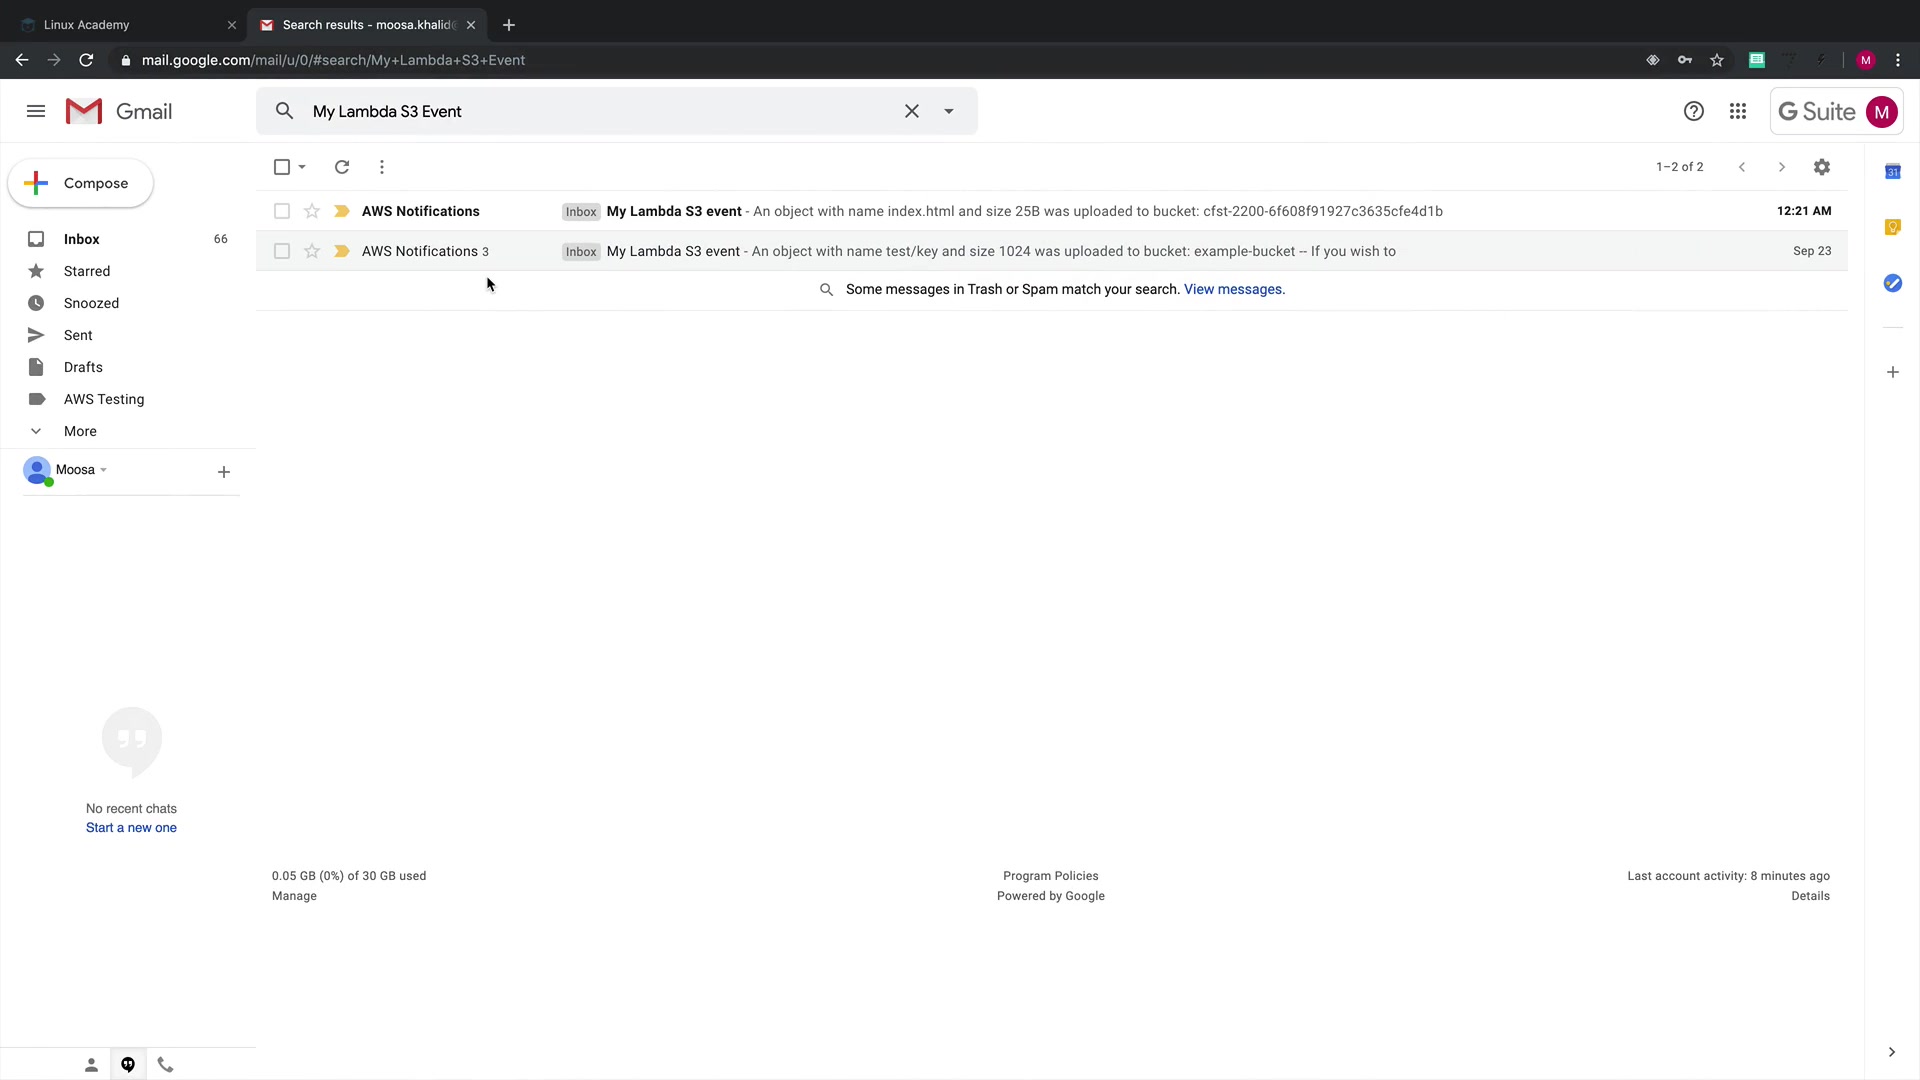 Linux Academy
Search results - moosa.khalid@
mail.google.com/mail/u/0/#search/My+Lambda+S3+Event
M
Gmail
My Lambda S3 Event
G Suite M
1–2 of 2
31
Compose
AWS Notifications Inbox My Lambda S3 event - An object with name index.html and size 25B was uploaded to bucket: cfst-2200-6f608f91927c3635cfe4d1b 12:21 AM
Inbox 66
AWS Notifications 3 Inbox My Lambda S3 event - An object with name test/key and size 1024 was uploaded to bucket: example-bucket -- If you wish to Sep 23
Starred
Some messages in Trash or Spam match your search. View messages.
Snoozed
Sent
Drafts
AWS Testing
More
Moosa
No recent chats
Start a new one
0.05 GB (0%) of 30 GB used
Manage
Program Policies
Powered by Google
Last account activity: 8 minutes ago
Details